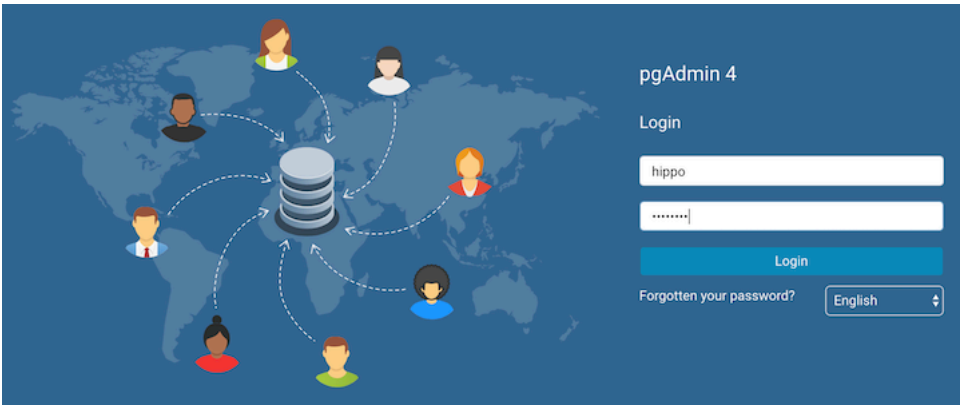 pgAdmin 4
Login
hippo
••••••••
Login
Forgotten your password?
English